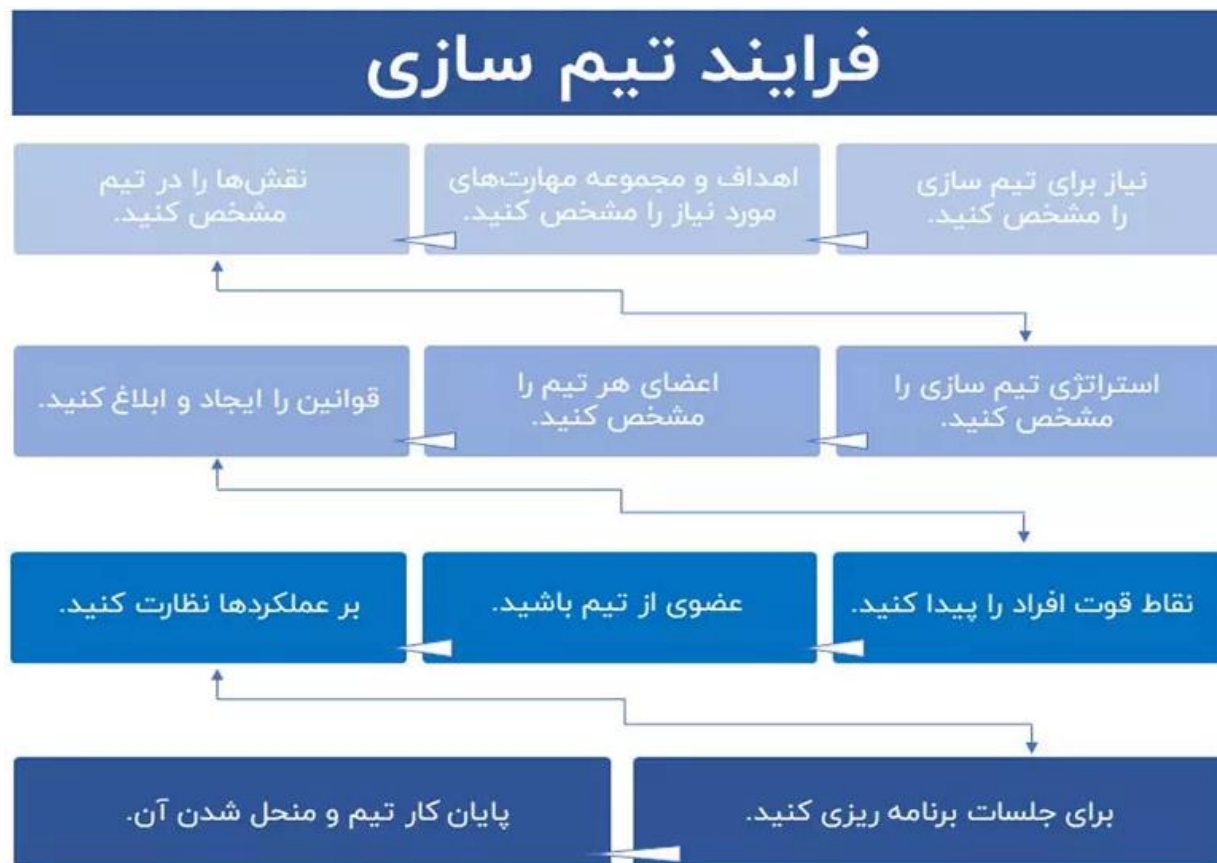 فرایند تیم سازی
نیاز برای تیم سازی
را مشخص کنید.
اهداف و مجموعه مهارت‌های
مورد نیاز را مشخص کنید.
نقش‌ها را در تیم
مشخص کنید.
استراتژی تیم سازی را
مشخص کنید.
اعضای هر تیم را
مشخص کنید.
قوانین را ایجاد و ابلاغ کنید.
نقاط قوت افراد را پیدا کنید.
عضوی از تیم باشید.
بر عملکردها نظارت کنید.
برای جلسات برنامه ریزی کنید.
پایان کار تیم و منحل شدن آن.